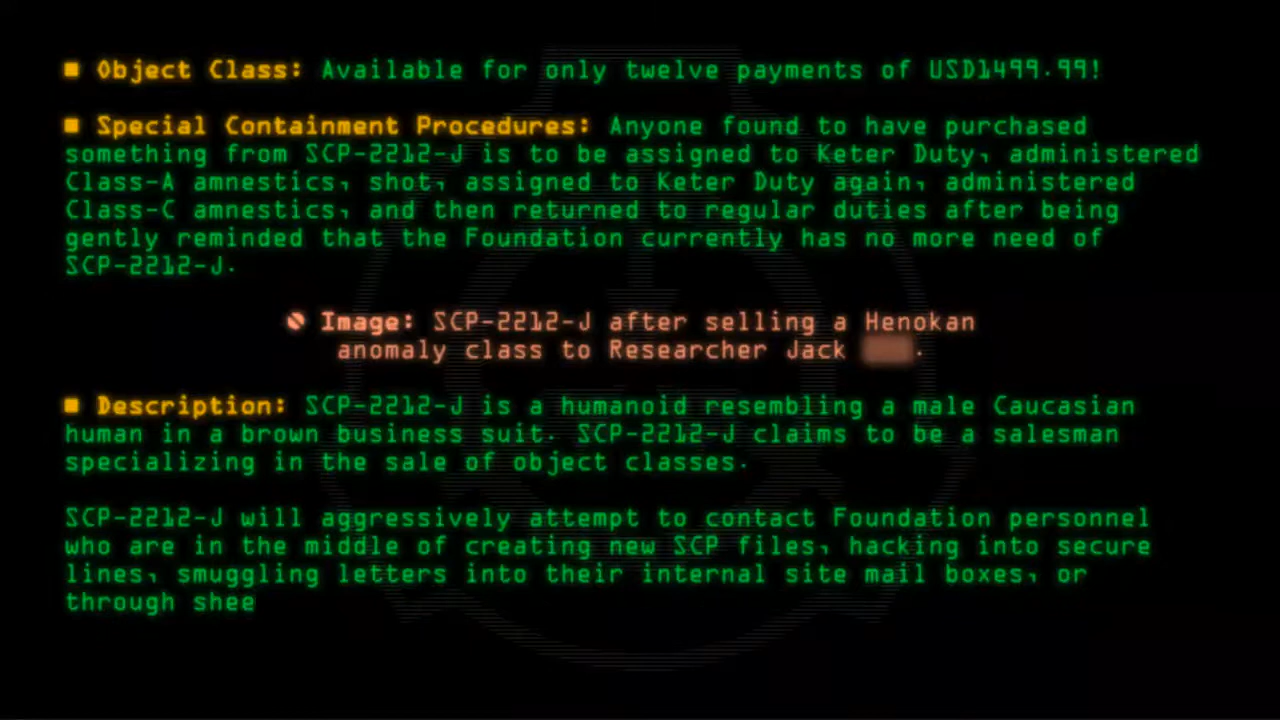 ■ Object Class: Available for only twelve payments of USD1499.99!
■ Special Containment Procedures: Anyone found to have purchased
something from SCP-2212-J is to be assigned to Keter Duty, administered
Class-A amnestics, shot, assigned to Keter Duty again, administered
Class-C amnestics, and then returned to regular duties after being
gently reminded that the Foundation currently has no more need of
SCP-2212-J.
Image: SCP-2212-J after selling a Henokan
anomaly class to Researcher Jack .
■ Description: SCP-2212-J is a humanoid resembling a male Caucasian
human in a brown business suit. SCP-2212-J claims to be a salesman
specializing in the sale of object classes.
SCP-2212-J will aggressively attempt to contact Foundation personnel
who are in the middle of creating new SCP files, hacking into secure
lines, smuggling letters into their internal site mail boxes, or
through shee